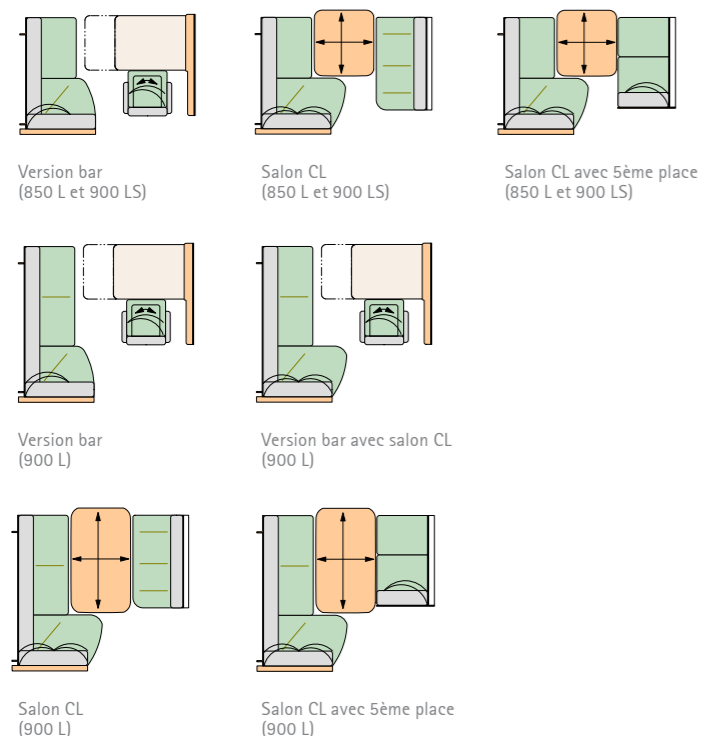 Version bar
(850 L et 900 LS)
Salon CL
(850 L et 900 LS)
Salon CL avec 5ème place
(850 L et 900 LS)
Version bar
(900 L)
Version bar avec salon CL
(900 L)
Salon CL
(900 L)
Salon CL avec 5ème place
(900 L)